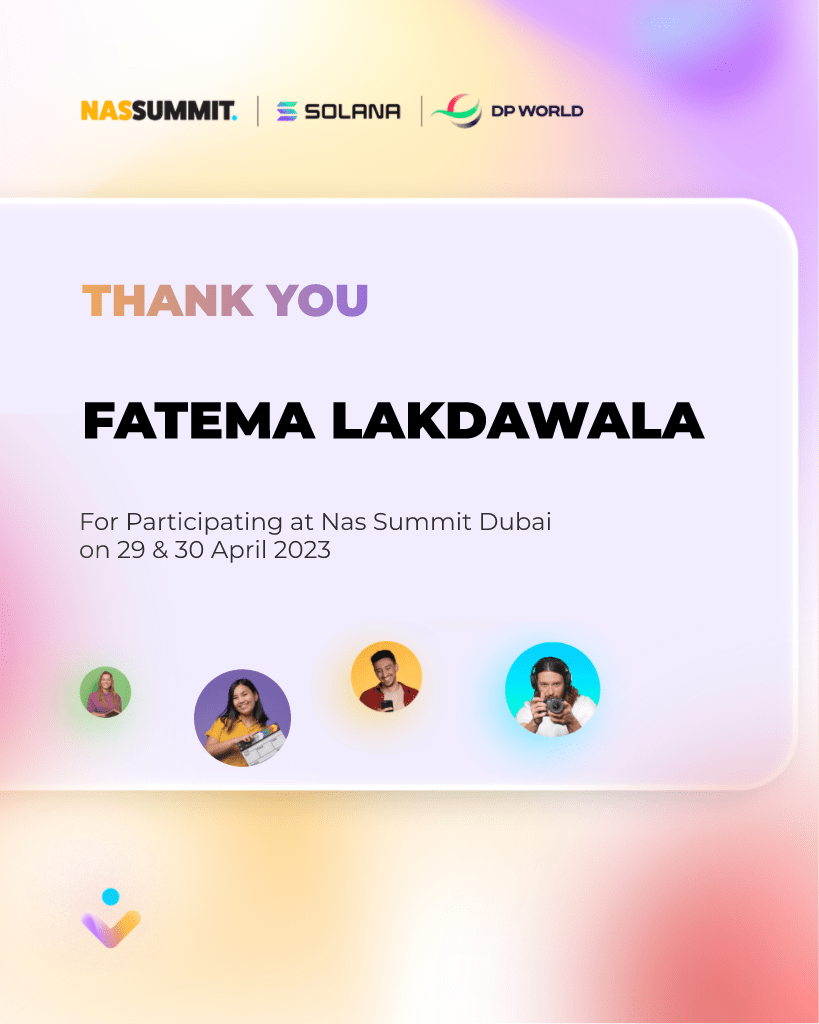 NASSUMMIT. | SOLANA | DP WORLD
THANK YOU
FATEMA LAKDAWALA
For Participating at Nas Summit Dubai
on 29 & 30 April 2023